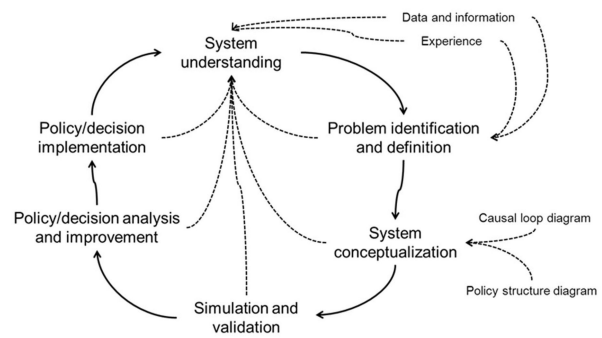 Data and information
Experience
System
understanding
Policy/decision
implementation
Problem identification
and definition
Policy/decision analysis
and improvement
System
conceptualization
Causal loop diagram
Policy structure diagram
Simulation and
validation